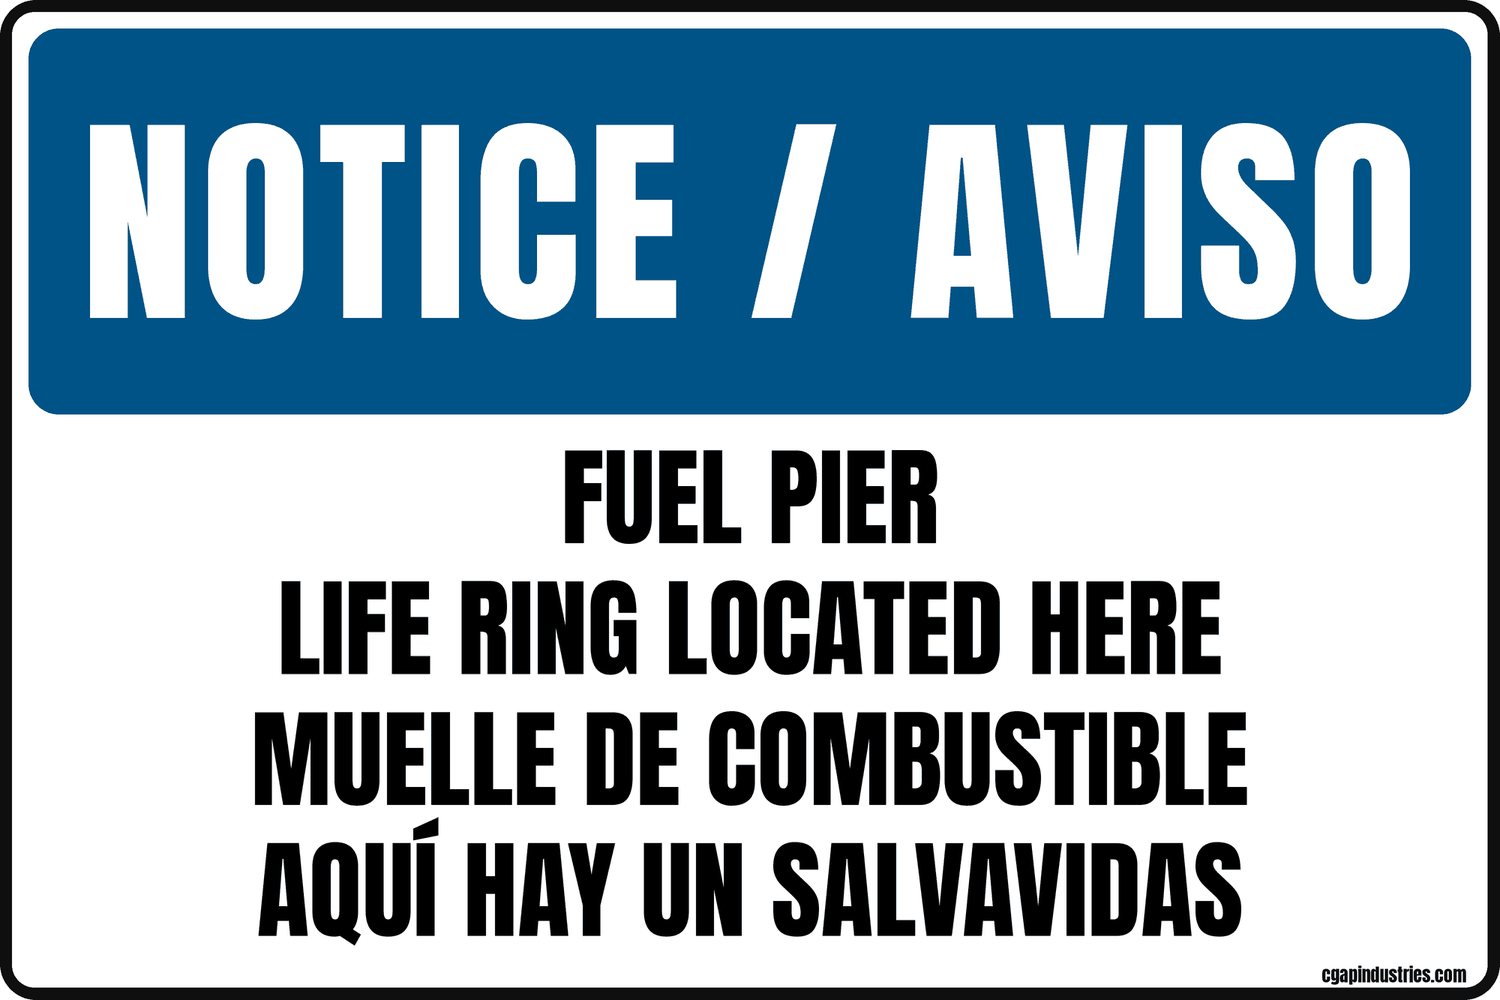 NOTICE / AVISO
FUEL PIER
LIFE RING LOCATED HERE
MUELLE DE COMBUSTIBLE
AQUÍ HAY UN SALVAVIDAS
cgapindustries.com